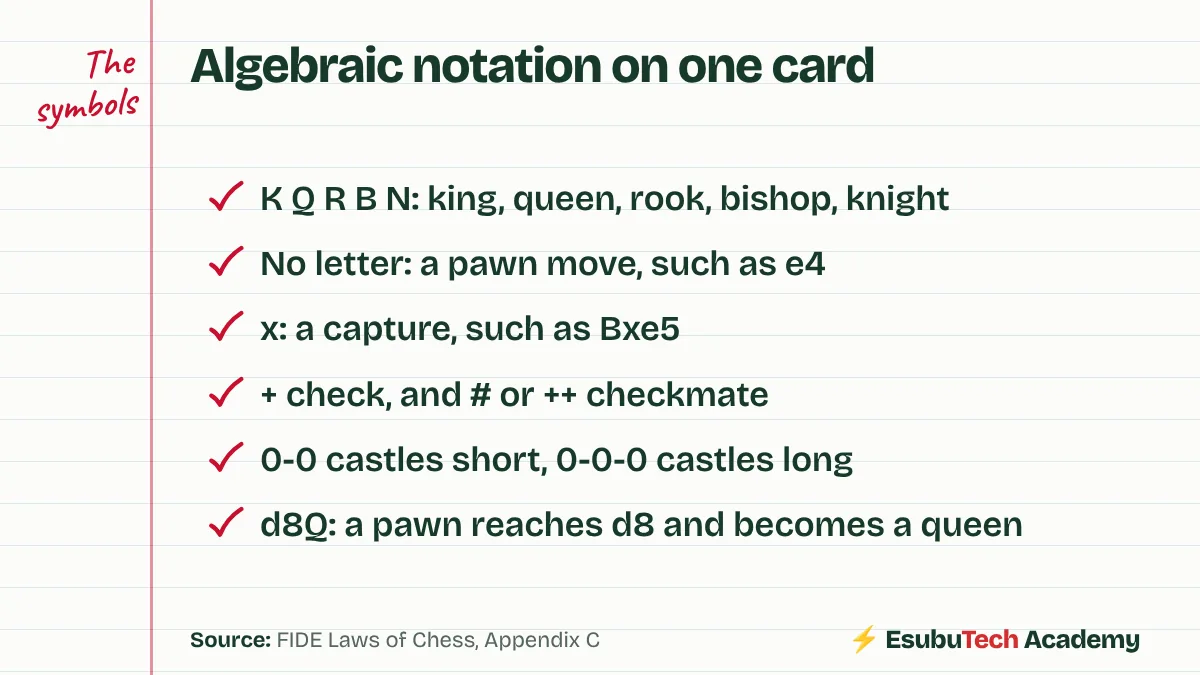 The
symbols
Algebraic notation on one card
K Q R B N: king, queen, rook, bishop, knight
No letter: a pawn move, such as e4
x: a capture, such as Bxe5
+ check, and # or ++ checkmate
0-0 castles short, 0-0-0 castles long
d8Q: a pawn reaches d8 and becomes a queen
Source: FIDE Laws of Chess, Appendix C
EsubuTech Academy